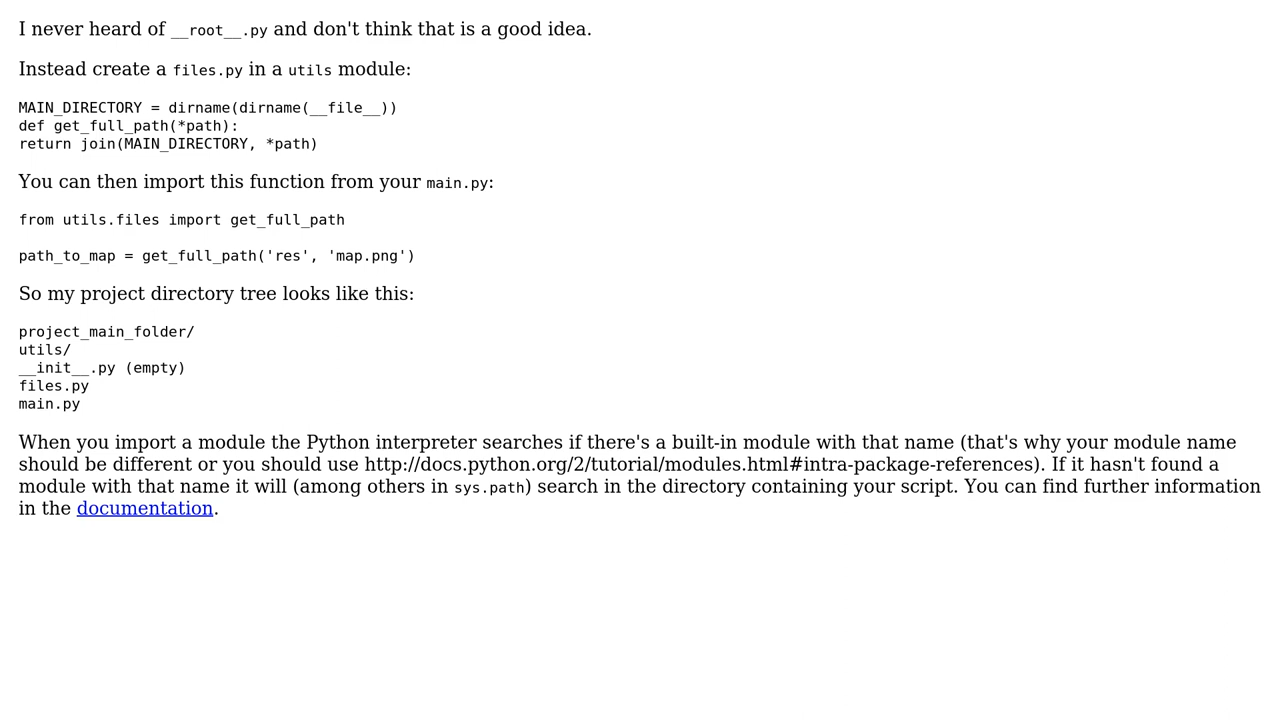 I never heard of __root__.py and don't think that is a good idea.
Instead create a files.py in a utils module:
MAIN_DIRECTORY = dirname(dirname(__file__))
def get_full_path(*path):
return join(MAIN_DIRECTORY, *path)
You can then import this function from your main.py:
from utils.files import get_full_path
path_to_map = get_full_path('res', 'map.png')
So my project directory tree looks like this:
project_main_folder/
utils/
__init__.py (empty)
files.py
main.py
When you import a module the Python interpreter searches if there's a built-in module with that name (that's why your module name
should be different or you should use http://docs.python.org/2/tutorial/modules.html#intra-package-references). If it hasn't found a
module with that name it will (among others in sys.path) search in the directory containing your script. You can find further information
in the documentation.